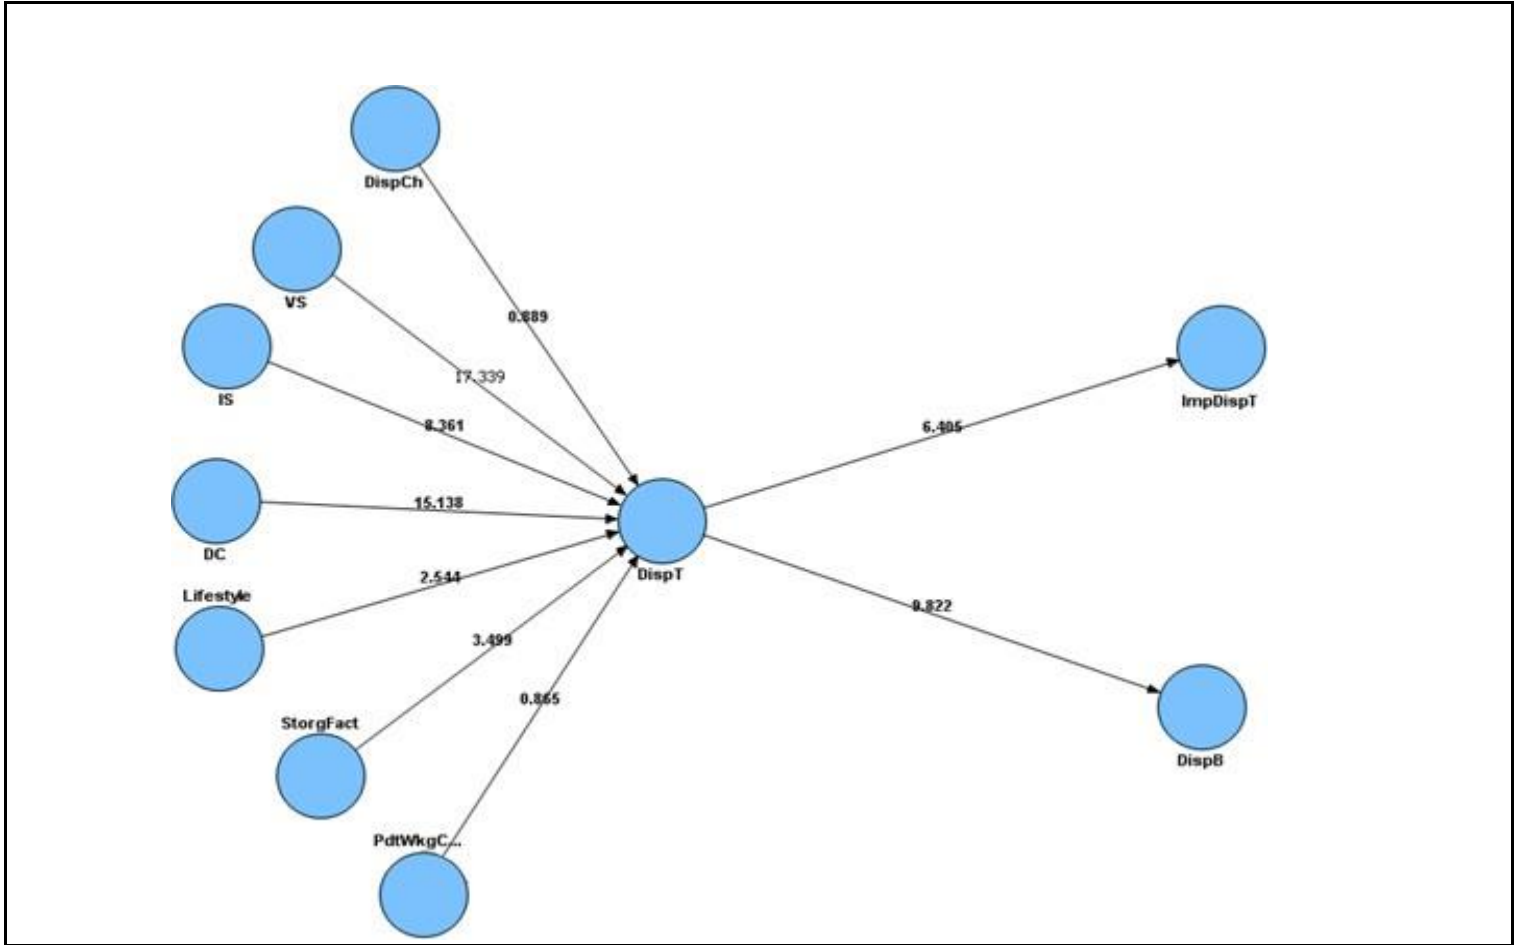 DispCh
VS
0.889
IS
17.339
ImpDispT
8.361
6.405
15.138
DC
DispT
2.544
Lifestyle
9.822
3.499
0.865
StorgFact
DispB
PdtWkgC...